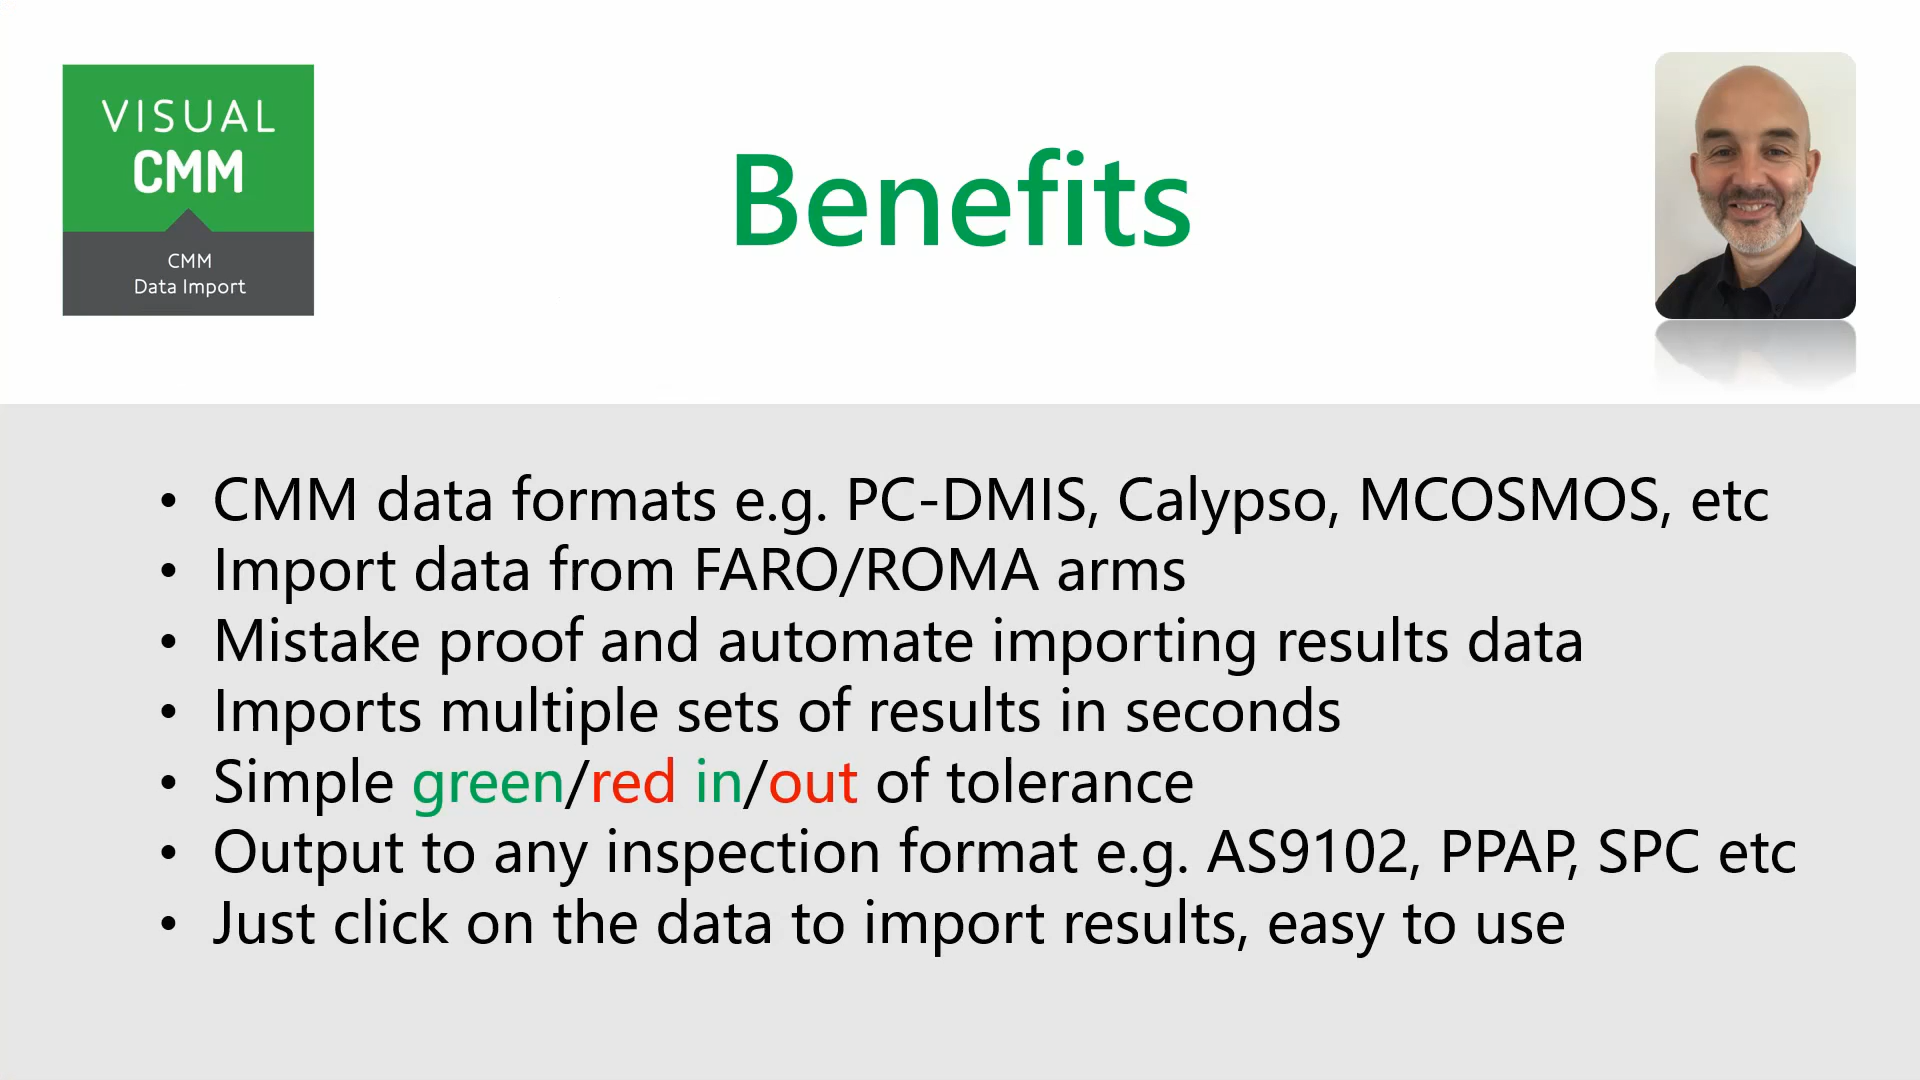 VISUAL
CMM
CMM
Data Import
Benefits
• CMM data formats e.g. PC-DMIS, Calypso, MCOSMOS, etc
• Import data from FARO/ROMA arms
• Mistake proof and automate importing results data
• Imports multiple sets of results in seconds
• Simple green/red in/out of tolerance
• Output to any inspection format e.g. AS9102, PPAP, SPC etc
• Just click on the data to import results, easy to use